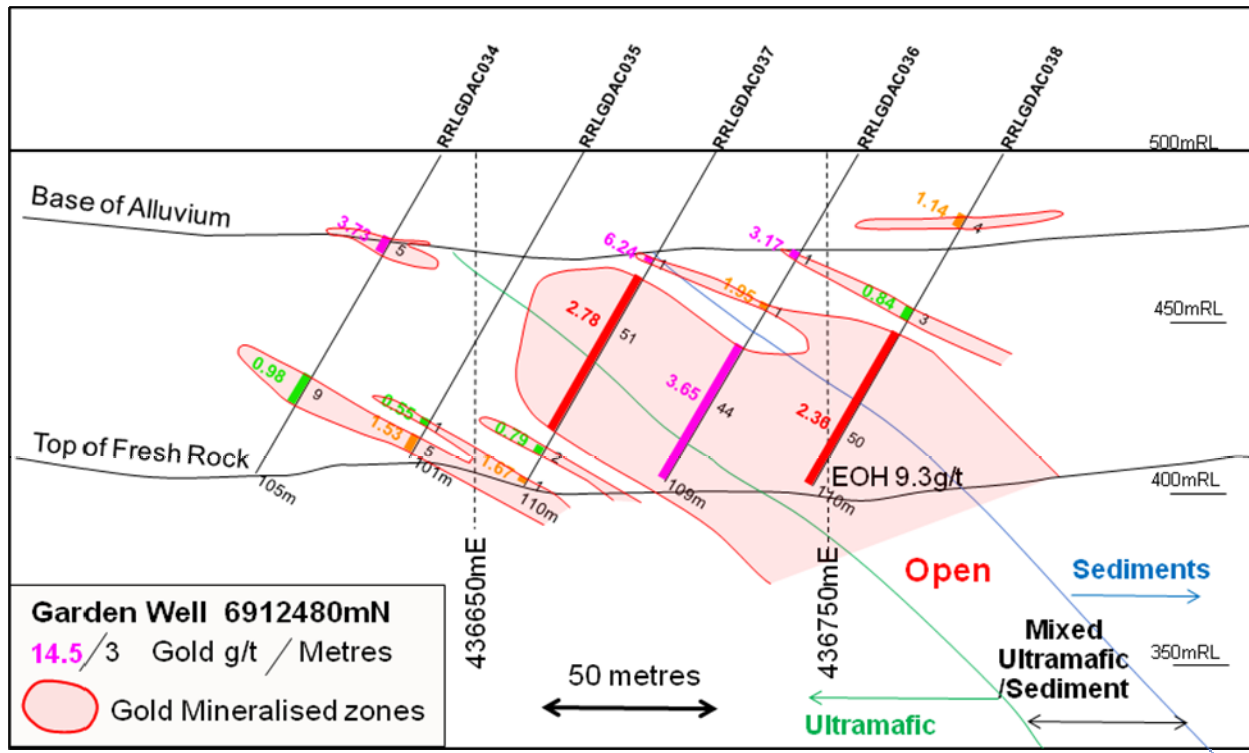 RRLGDAC034
RRLGDAC035
RRLGDAC037
RRLGDAC036
RRLGDAC038
500mRL
Base of Alluvium
3.73
5
6.24
1
3.17
1
1.14
4
1.95
1
0.84
3
450mRL
2.78
51
0.98
9
3.65
44
2.36
50
0.55
1
1.53
5
0.79
2
1.67
1
Top of Fresh Rock
105m
101m
110m
109m
110m
EOH 9.3g/t
400mRL
436650mE
436750mE
Open
Sediments
Garden Well 6912480mN
14.5/3 Gold g/t / Metres
Gold Mineralised zones
50 metres
Mixed
Ultramafic
/Sediment
350mRL
Ultramafic